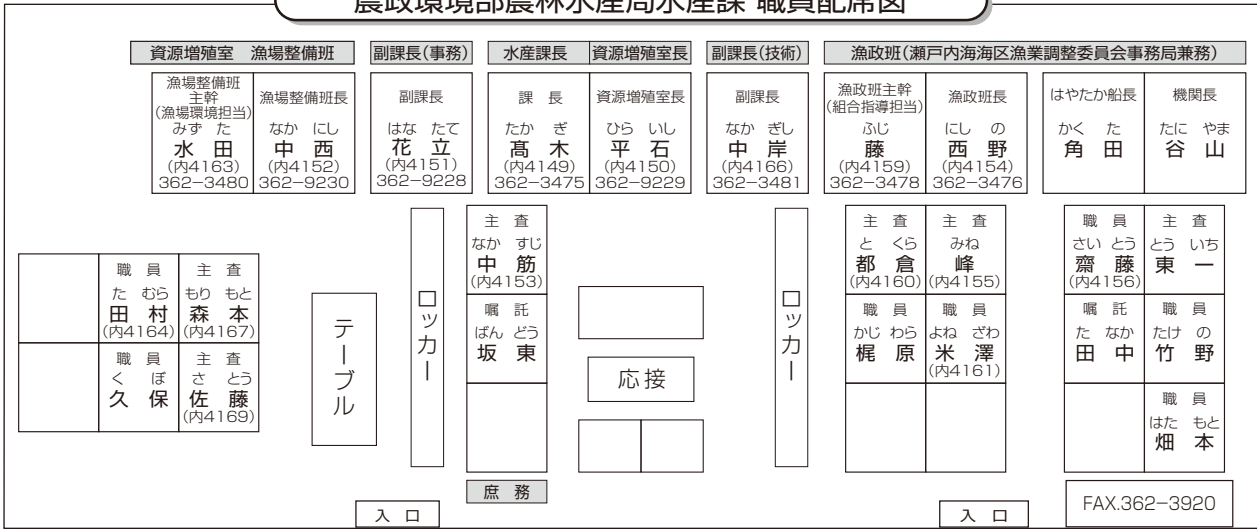 農政環境部農林水産局水産課 職員配席図
資源増殖室 漁場整備班
副課長(事務)
水産課長
資源増殖室長
副課長(技術)
漁政班(瀬戸内海海区漁業調整委員会事務局兼務)
漁場整備班
主幹
(漁場環境担当)
みず た
水 田
(内4163)
362−3480
漁場整備班長
なか にし
中 西
(内4152)
362−9230
副課長
はな たて
花 立
(内4151)
362−9228
課 長
たか ぎ
髙 木
(内4149)
362−3475
資源増殖室長
ひら いし
平 石
(内4150)
362−9229
副課長
なか ぎし
中 岸
(内4166)
362−3481
漁政班主幹
(組合指導担当)
ふじ
藤
(内4159)
362−3478
漁政班長
にし の
西 野
(内4154)
362−3476
はやたか船長
かく た
角 田
機関長
たに やま
谷 山
職 員
た むら
田 村
(内4164)
主 査
もり もと
森 本
(内4167)
職 員
く ぼ
久 保
主 査
さ とう
佐 藤
(内4169)
テーブル
ロッカー
主 査
なか すじ
中 筋
(内4153)
嘱 託
ばん どう
坂 東
庶 務
応接
ロッカー
主 査
と くら
都 倉
(内4160)
主 査
みね
峰
(内4155)
職 員
かじ わら
梶 原
職 員
よね ざわ
米 澤
(内4161)
職 員
さい とう
齋 藤
(内4156)
主 査
とう いち
東 一
嘱 託
た なか
田 中
職 員
たけ の
竹 野
職 員
はた もと
畑 本
入 口
入 口
FAX.362−3920